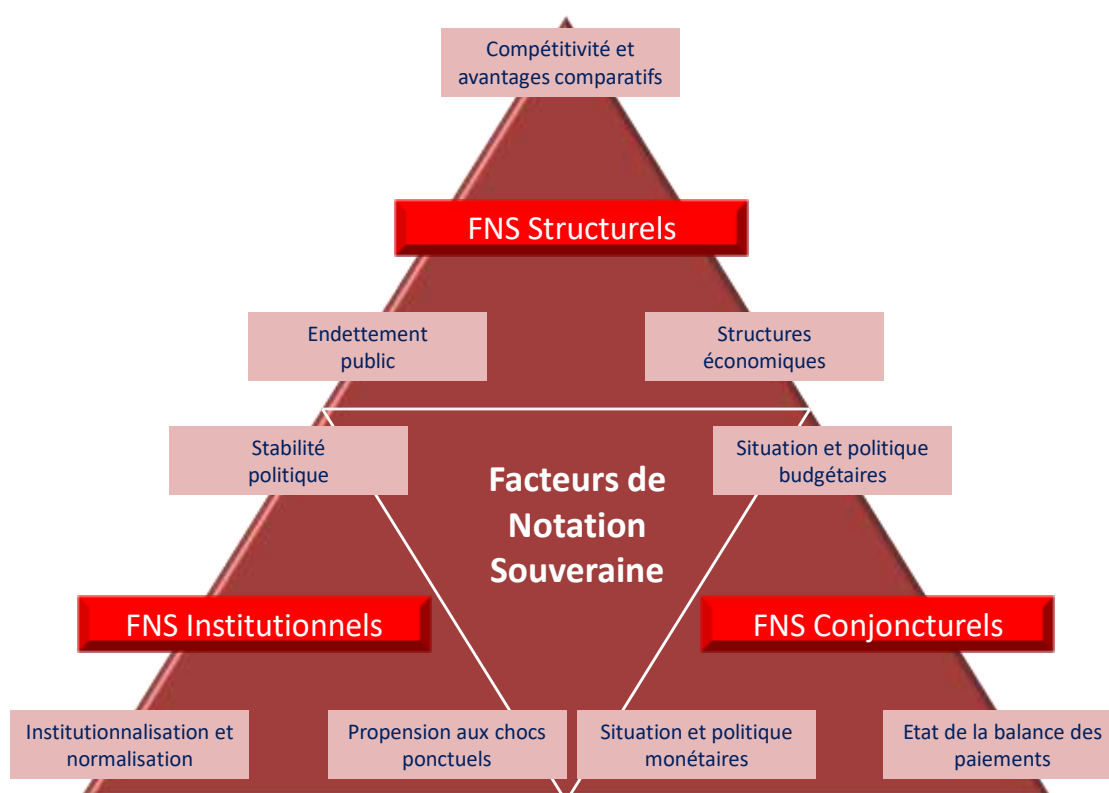 Compétitivité et
avantages comparatifs
FNS Structurels
Endettement
public
Structures
économiques
Stabilité
politique
Situation et politique
budgétaires
Facteurs de
Notation
Souveraine
FNS Institutionnels
FNS Conjoncturels
Institutionnalisation et
normalisation
Propension aux chocs
ponctuels
Situation et politique
monétaires
Etat de la balance des
paiements